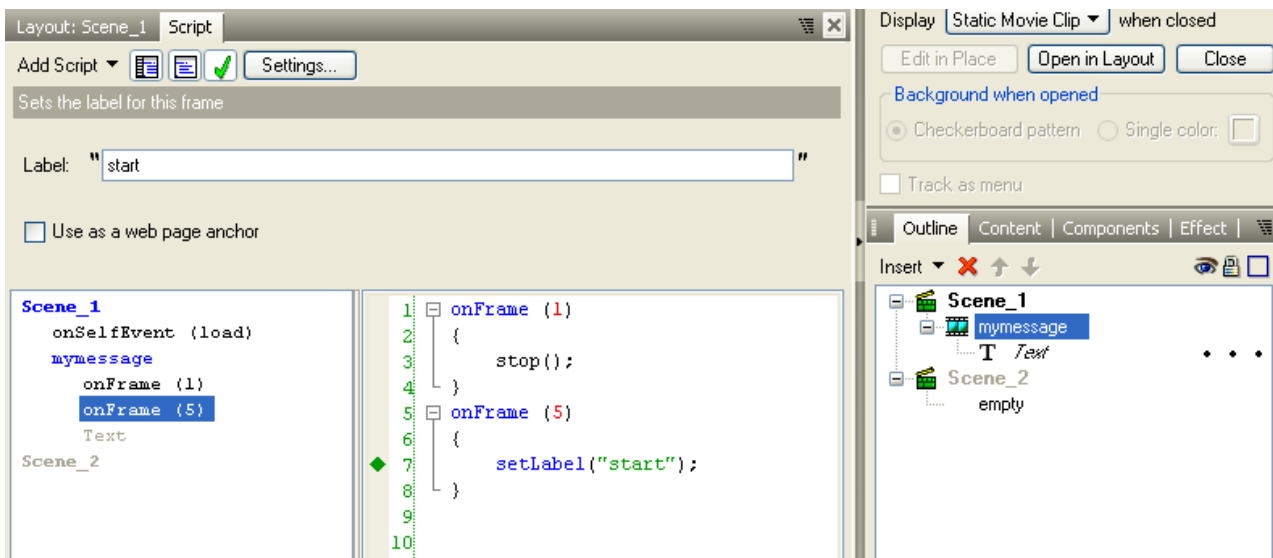 Layout: Scene_1 Script
Add Script Settings...
Sets the label for this frame
Label: " start "
Use as a web page anchor
Scene_1
onSelfEvent (load)
mymessage
onFrame (1)
onFrame (5)
Text
Scene_2
1 onFrame (1)
2 {
3 stop();
4 }
5 onFrame (5)
6 {
7 setLabel("start");
8 }
9
10
Display Static Movie Clip when closed
Edit in Place Open in Layout Close
Background when opened
Checkerboard pattern Single color:
Track as menu
Outline Content | Components | Effect |
Insert
Scene_1
mymessage
T Text
Scene_2
empty